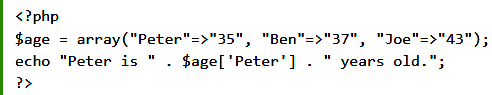 <?php
$age = array("Peter"=>"35", "Ben"=>"37", "Joe"=>"43");
echo "Peter is " . $age['Peter'] . " years old.";
?>